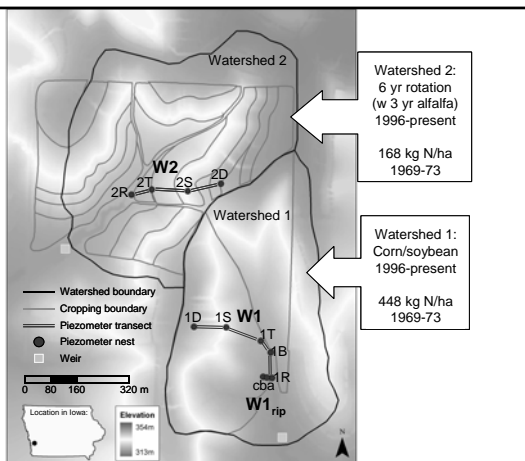 Watershed 2
Watershed 2:
6 yr rotation
(w 3 yr alfalfa)
1996-present
168 kg N/ha
1969-73
W2
2R
2T
2S
2D
Watershed 1
Watershed 1:
Corn/soybean
1996-present
448 kg N/ha
1969-73
Watershed boundary
Cropping boundary
Piezometer transect
Piezometer nest
Weir
1D
1S
W1
1T
1B
1R
cba
W1rip
0 80 160 320 m
Location in Iowa:
Elevation
354m
313m
N